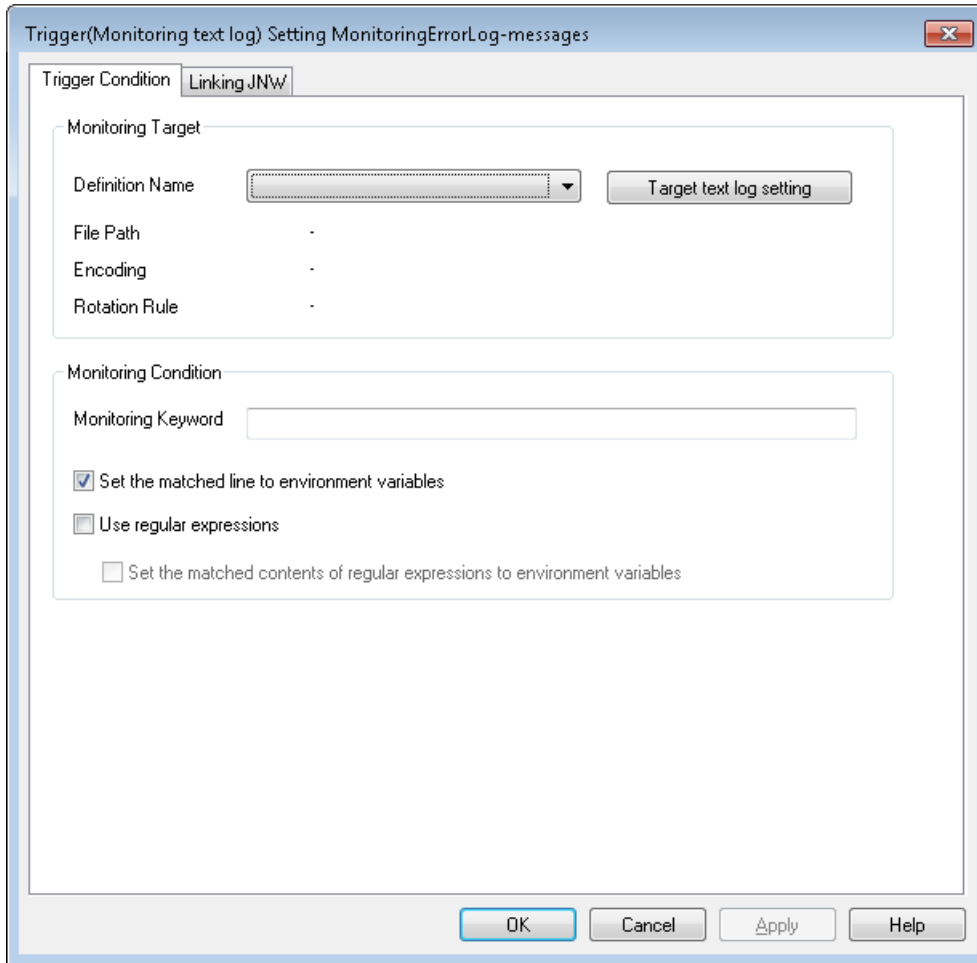 Trigger(Monitoring text log) Setting MonitoringErrorLog-messages
Trigger Condition
Linking JNW
Monitoring Target
Definition Name
Target text log setting
File Path -
Encoding -
Rotation Rule -
Monitoring Condition
Monitoring Keyword
Set the matched line to environment variables
Use regular expressions
Set the matched contents of regular expressions to environment variables
OK
Cancel
Apply
Help